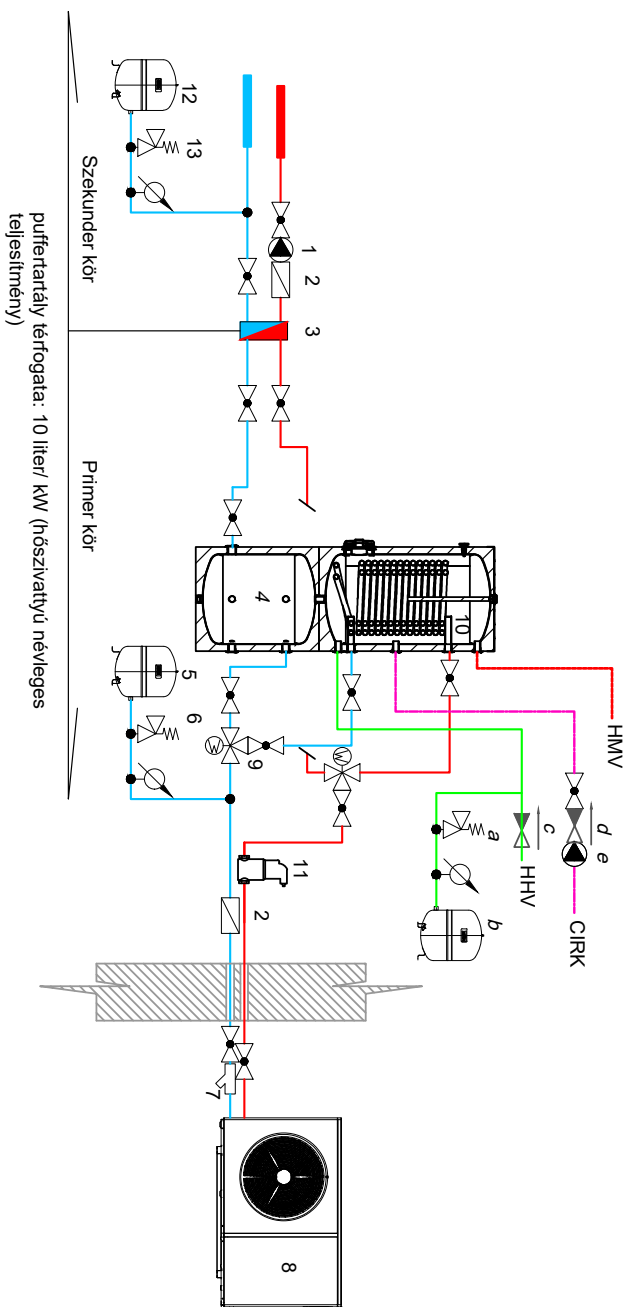 HMV
CIRK
HHV
d
e
c
a
b
10
4
9
11
2
7
8
5
6
3
2
1
12
13
Szekunder kör
Primer kör
puffertartály térfogata: 10 liter/ kW (hőszivattyú névleges
teljesítmény)